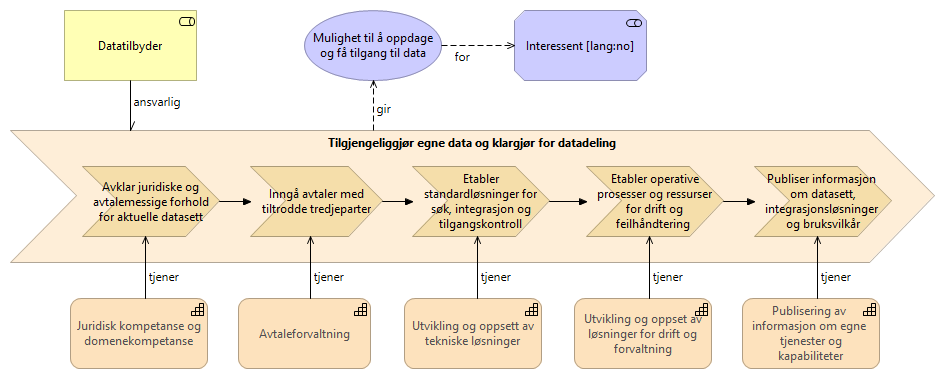 Datatilbyder
Mulighet til å oppdage
og få tilgang til data
for
Interessent [lang:no]
ansvarlig
gir
Tilgjengeliggjør egne data og klargjør for datadeling
Avklar juridiske og
avtalemessige forhold
for aktuelle datasett
Inngå avtaler med
tiltrodde tredjeparter
Etabler
standardløsninger for
søk, integrasjon og
tilgangskontroll
Etabler operative
prosesser og ressurser
for drift og
feilhåndtering
Publiser informasjon
om datasett,
integrasjonsløsninger
og bruksvilkår
tjener
tjener
tjener
tjener
tjener
Juridisk kompetanse og
domenekompetanse
Avtaleforvaltning
Utvikling og oppsett av
tekniske løsninger
Utvikling og oppset av
løsninger for drift og
forvaltning
Publisering av
informasjon om egne
tjenester og
kapabiliteter